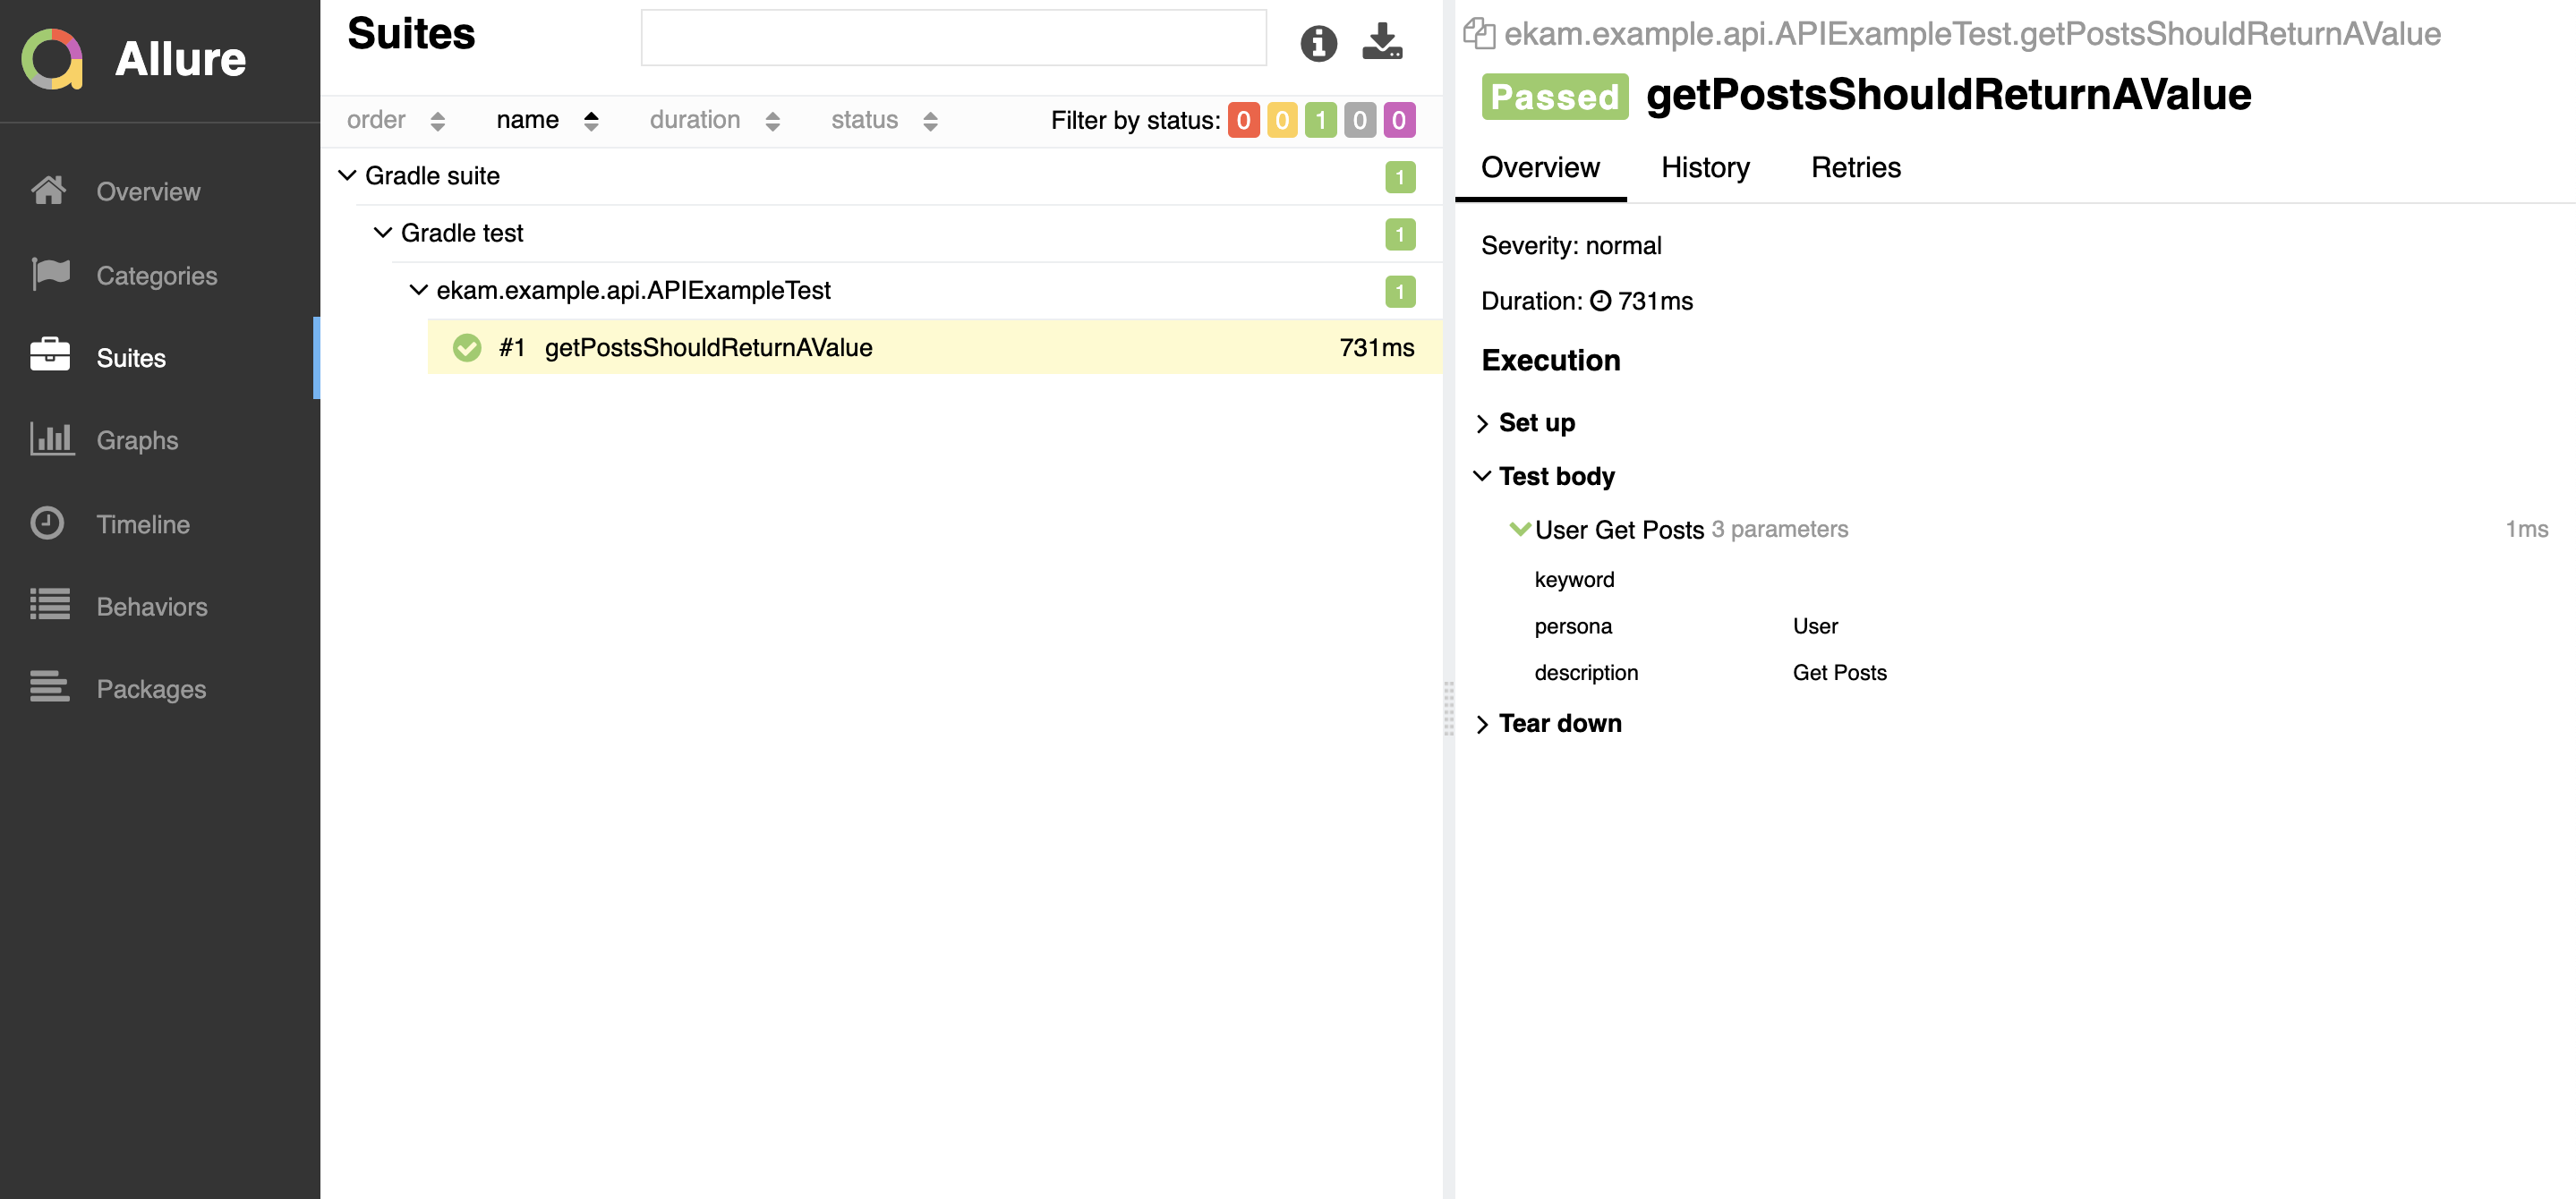 Allure
Overview
Categories
Suites
Graphs
Timeline
Behaviors
Packages
Suites
order name duration status Filter by status: 0 0 1 0 0
Gradle suite 1
Gradle test 1
ekam.example.api.APIExampleTest 1
#1 getPostsShouldReturnAValue 731ms
ekam.example.api.APIExampleTest.getPostsShouldReturnAValue
Passed getPostsShouldReturnAValue
Overview History Retries
Severity: normal
Duration: 731ms
Execution
Set up
Test body
User Get Posts 3 parameters 1ms
keyword
persona User
description Get Posts
Tear down